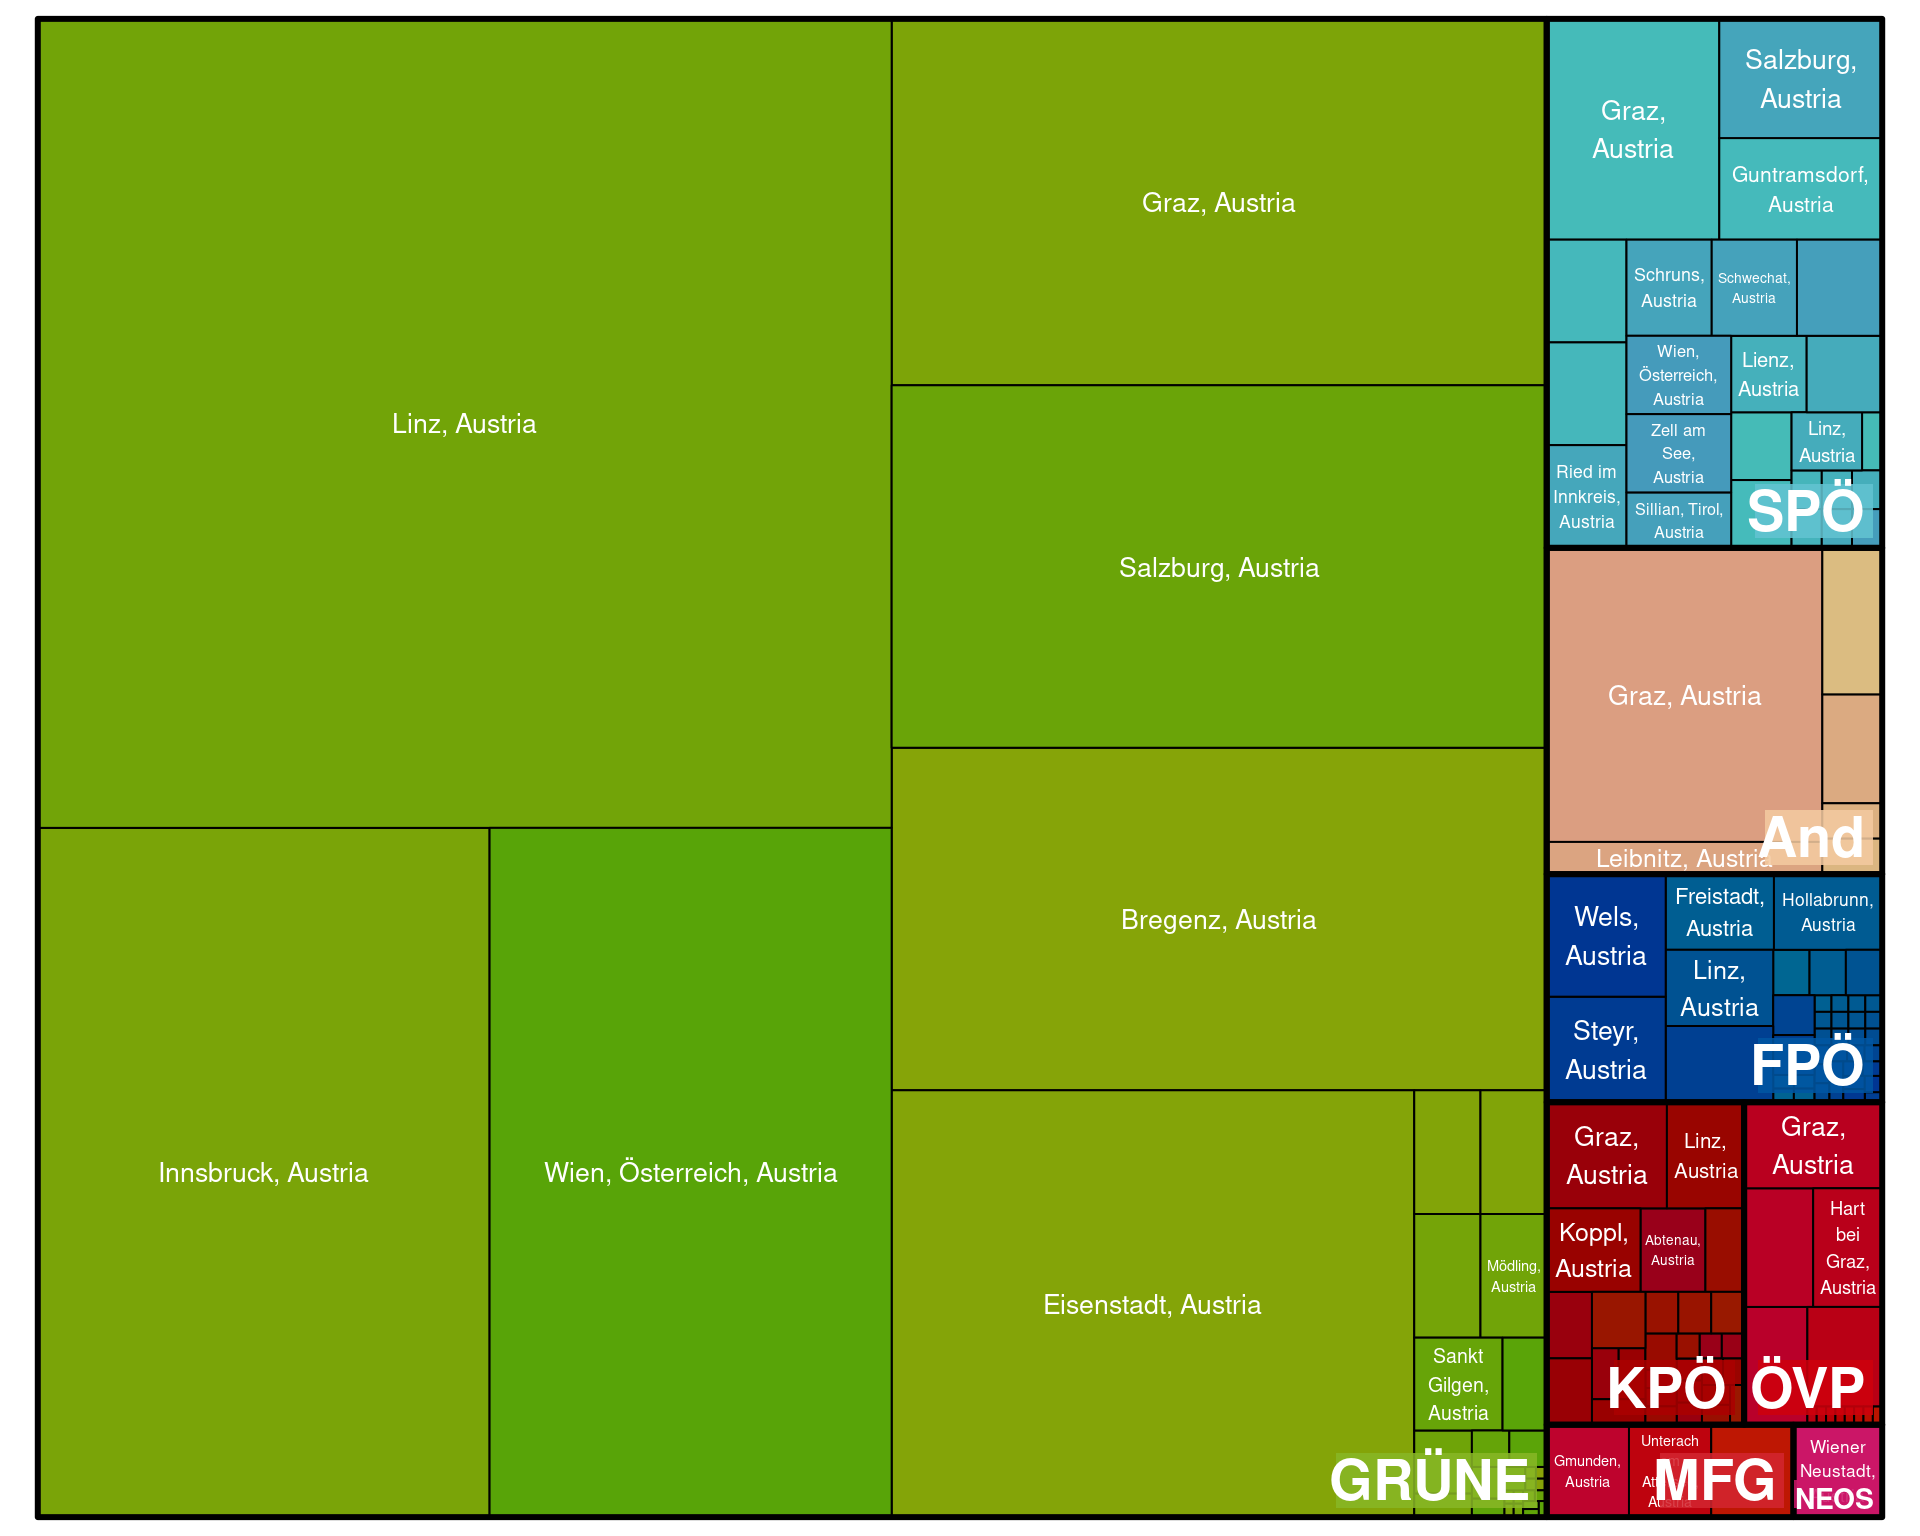 Linz, Austria
Graz, Austria
Salzburg, Austria
Innsbruck, Austria
Wien, Österreich, Austria
Bregenz, Austria
Eisenstadt, Austria
Mödling,
Austria
Sankt
Gilgen,
Austria
GRÜNE
Graz,
Austria
Salzburg,
Austria
Guntramsdorf,
Austria
Schruns,
Austria
Schwechat,
Austria
Wien,
Österreich,
Austria
Lienz,
Austria
Zell am
See,
Austria
Linz,
Austria
Ried im
Innkreis,
Austria
Sillian, Tirol,
Austria
SPÖ
Graz, Austria
Leibnitz, Austria
And
Wels,
Austria
Freistadt,
Austria
Hollabrunn,
Austria
Linz,
Austria
Steyr,
Austria
FPÖ
Graz,
Austria
Linz,
Austria
Koppl,
Austria
Abtenau,
Austria
KPÖ
Graz,
Austria
Hart
bei
Graz,
Austria
ÖVP
Gmunden,
Austria
Unterach
Austria
MFG
Wiener
Neustadt,
NEOS